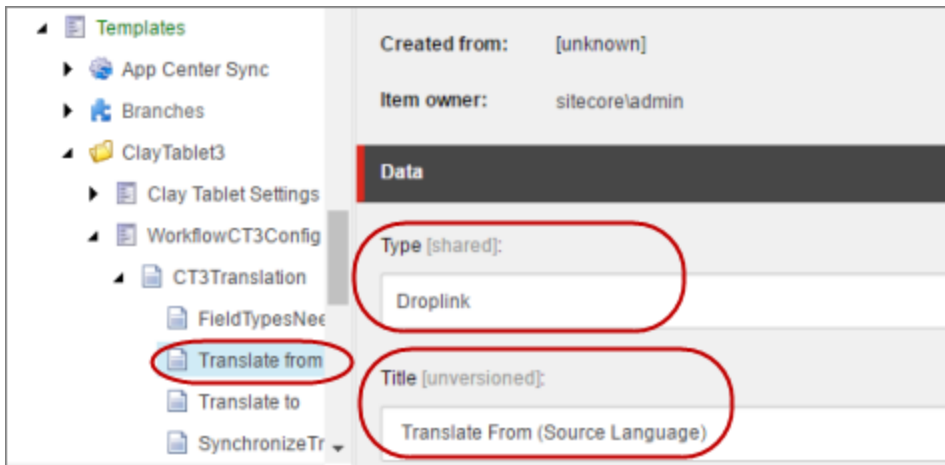 Templates
App Center Sync
Branches
ClayTablet3
Clay Tablet Settings
WorkflowCT3Config
CT3Translation
FieldTypesNee
Translate from
Translate to
SynchronizeTr
Created from: [unknown]
Item owner: sitecore\admin
Data
Type [shared]:
Droplink
Title [unversioned]:
Translate From (Source Language)